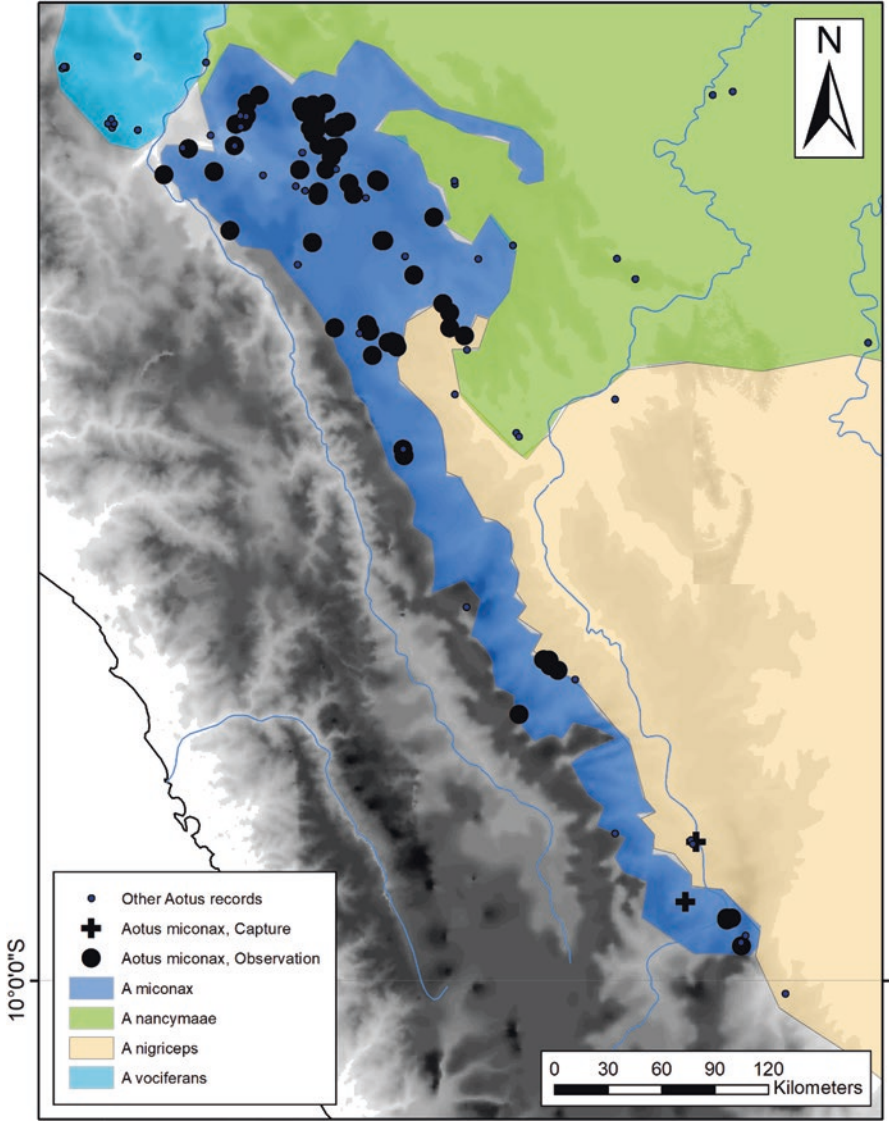 N
Other Aotus records
Aotus miconax, Capture
Aotus miconax, Observation
A miconax
A nancymaae
A nigriceps
A vociferans
10°0'0"S
0 30 60 90 120
Kilometers